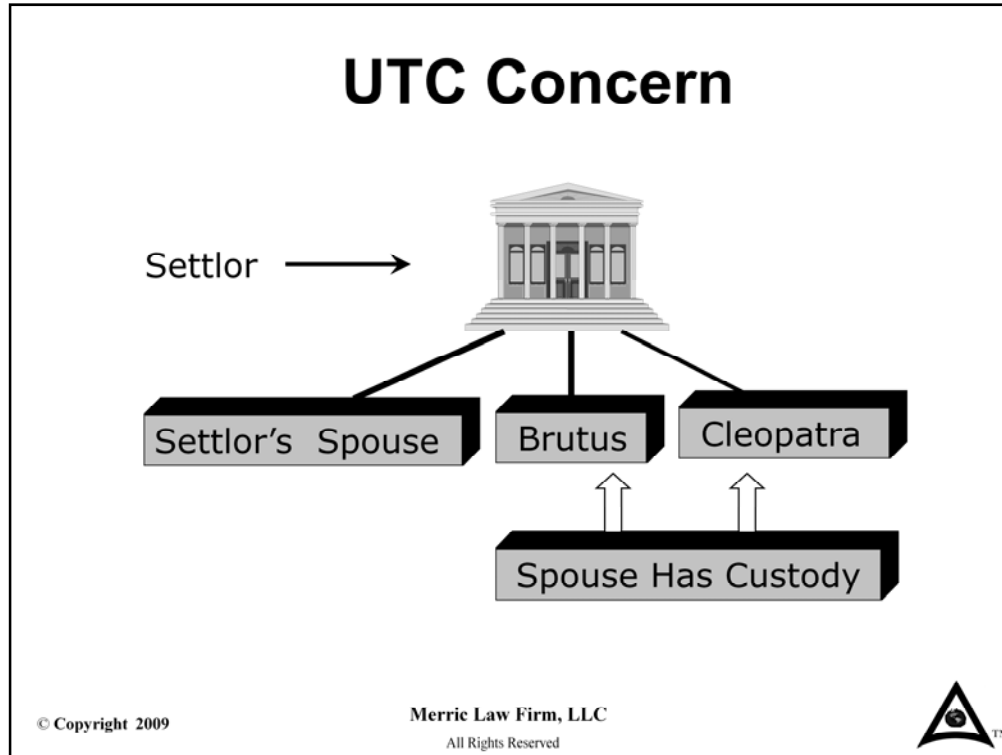 UTC Concern
Settlor
Settlor's Spouse
Brutus
Cleopatra
Spouse Has Custody
© Copyright 2009
Merric Law Firm, LLC
All Rights Reserved
TM